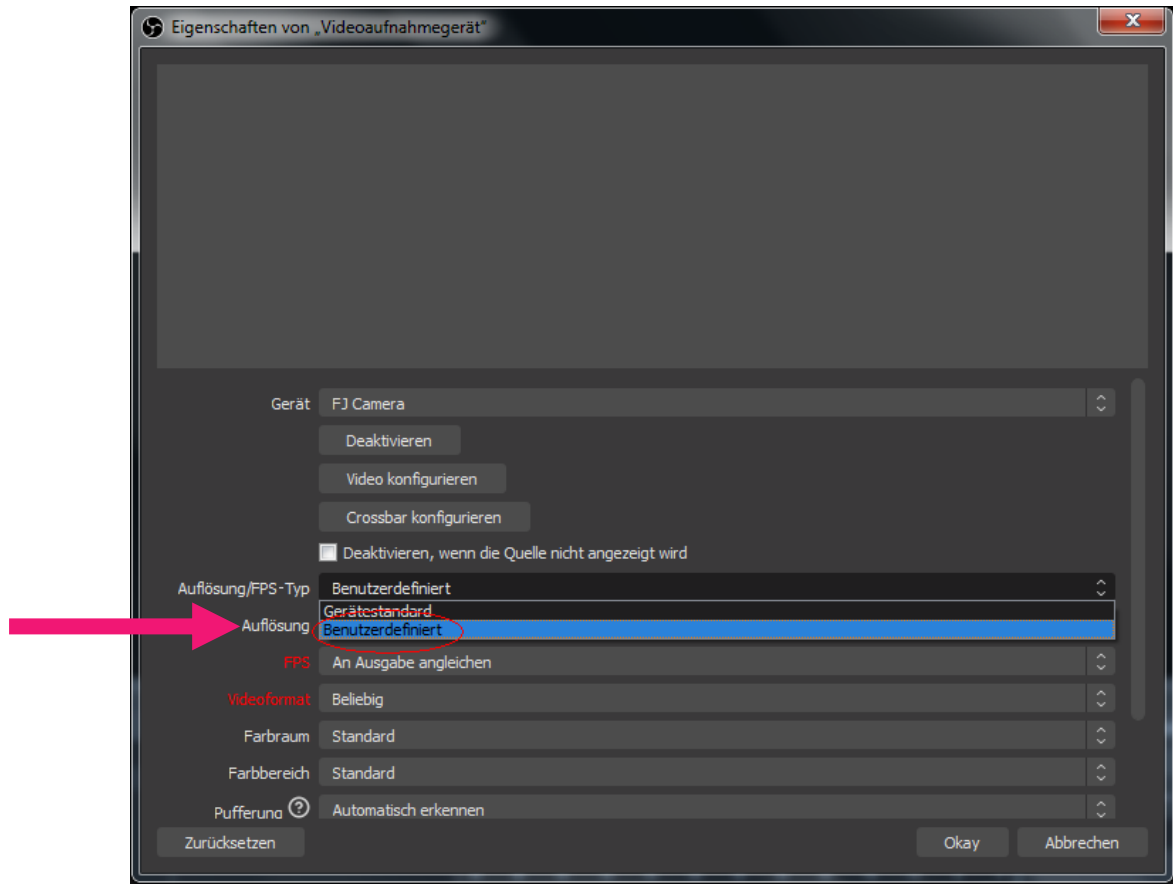 Eigenschaften von „Videoaufnahmegerät“
Gerät FJ Camera
Deaktivieren
Video konfigurieren
Crossbar konfigurieren
Deaktivieren, wenn die Quelle nicht angezeigt wird
Auflösung/FPS-Typ Benutzerdefiniert
Gerätestandard
Auflösung Benutzerdefiniert
FPS An Ausgabe angleichen
Videoformat Beliebig
Farbraum Standard
Farbbereich Standard
Pufferung ? Automatisch erkennen
Zurücksetzen Okay Abbrechen